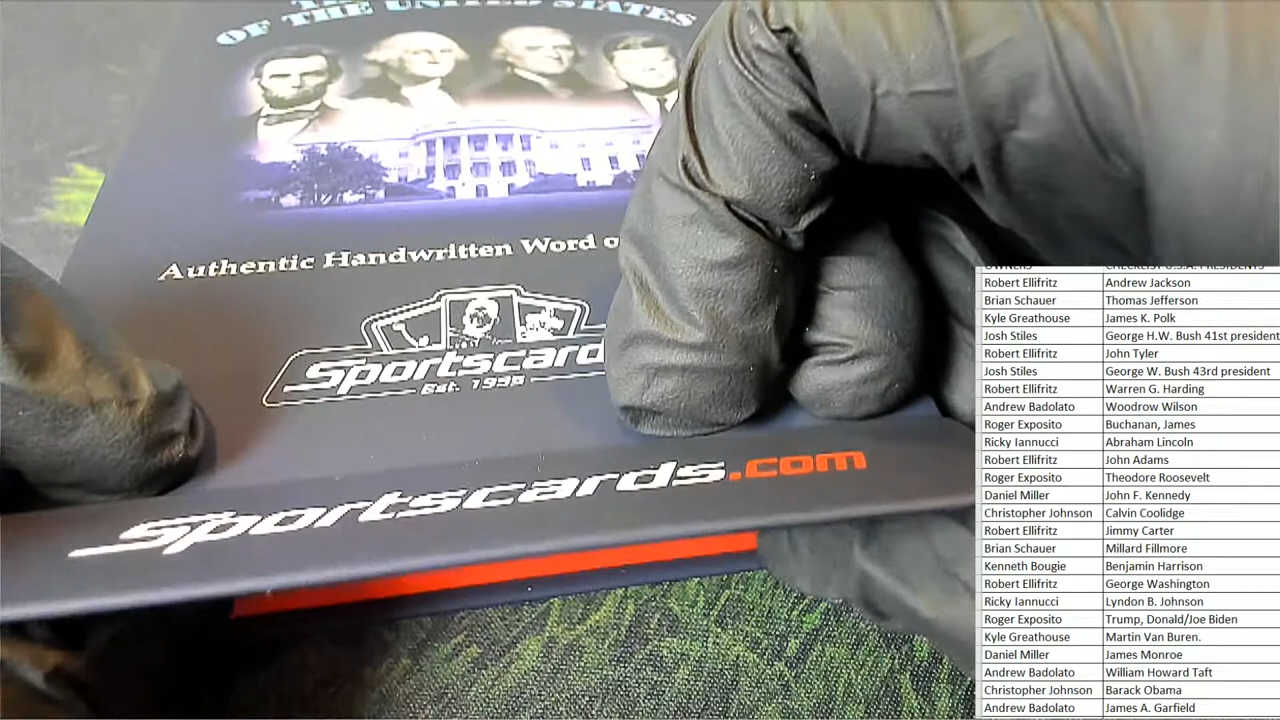 OF THE UNITED STATES
Authentic Handwritten Word o
Sportscard
Est. 1998
Sportscards.com
OWNERS CHECKLIST U.S.A. PRESIDENTS
Robert Ellifritz Andrew Jackson
Brian Schauer Thomas Jefferson
Kyle Greathouse James K. Polk
Josh Stiles George H.W. Bush 41st president
Robert Ellifritz John Tyler
Josh Stiles George W. Bush 43rd president
Robert Ellifritz Warren G. Harding
Andrew Badolato Woodrow Wilson
Roger Exposito Buchanan, James
Ricky Iannucci Abraham Lincoln
Robert Ellifritz John Adams
Roger Exposito Theodore Roosevelt
Daniel Miller John F. Kennedy
Christopher Johnson Calvin Coolidge
Robert Ellifritz Jimmy Carter
Brian Schauer Millard Fillmore
Kenneth Bougie Benjamin Harrison
Robert Ellifritz George Washington
Ricky Iannucci Lyndon B. Johnson
Roger Exposito Trump, Donald/Joe Biden
Kyle Greathouse Martin Van Buren.
Daniel Miller James Monroe
Andrew Badolato William Howard Taft
Christopher Johnson Barack Obama
Andrew Badolato James A. Garfield